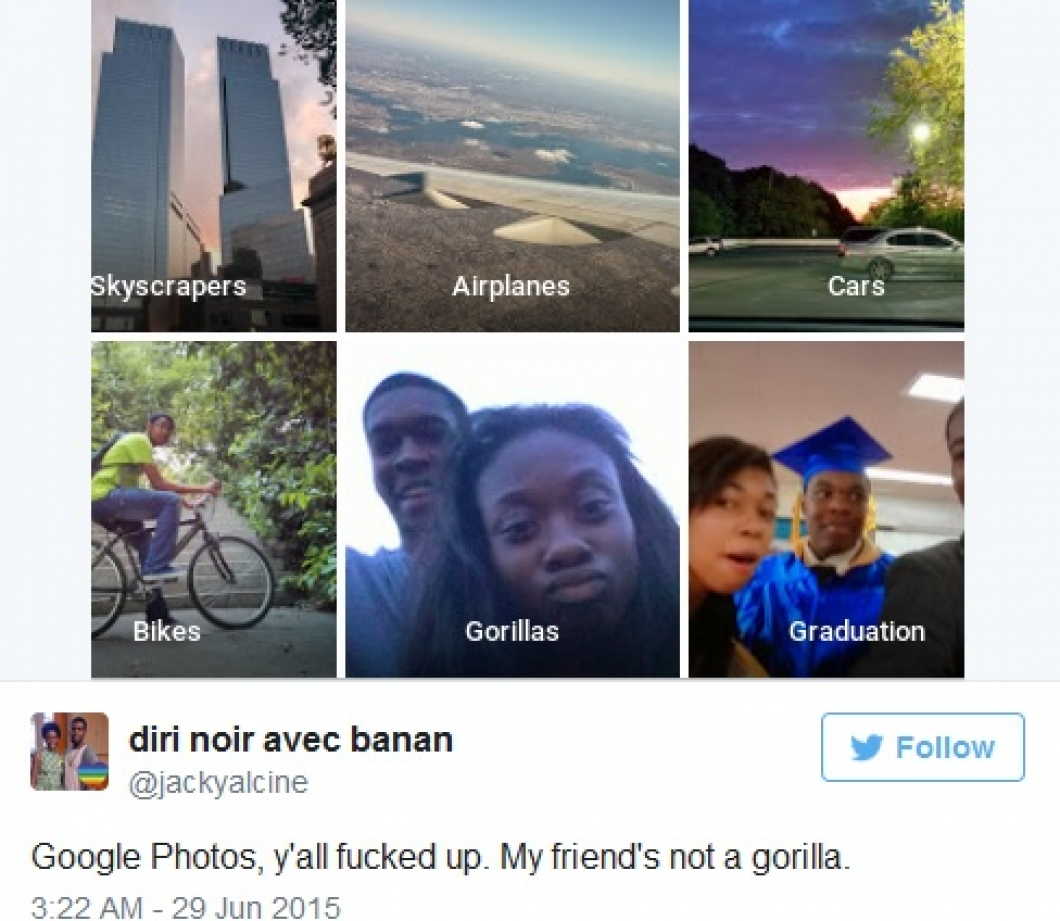 Skyscrapers
Airplanes
Cars
Bikes
Gorillas
Graduation
diri noir avec banan
@jackyalcine
Follow
Google Photos, y'all fucked up. My friend's not a gorilla.
3:22 AM - 29 Jun 2015